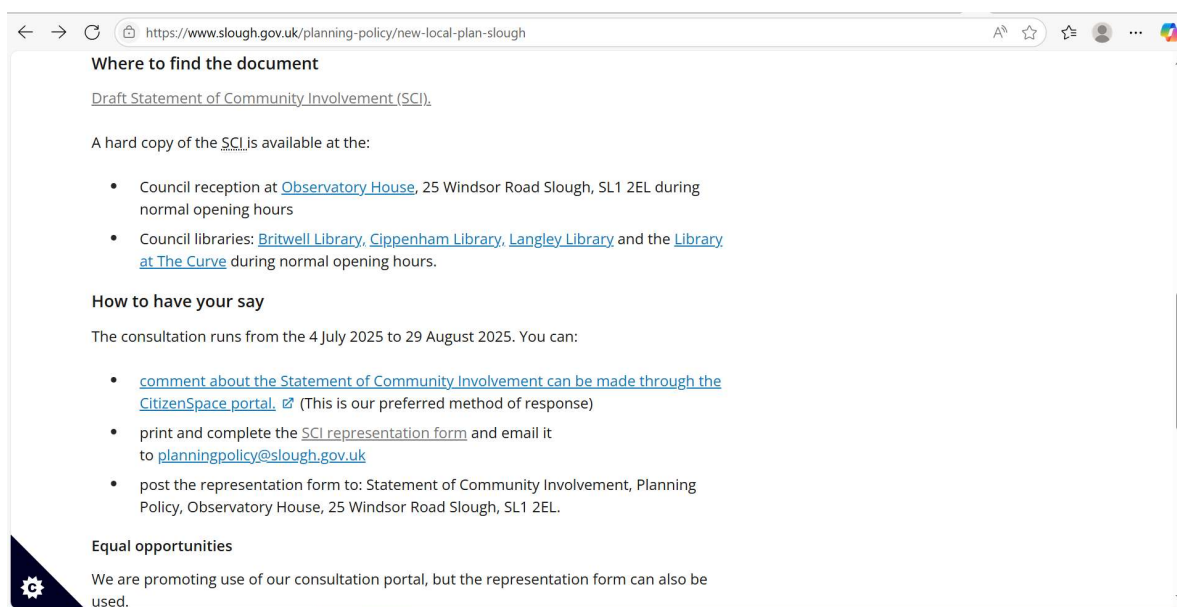 https://www.slough.gov.uk/planning-policy/new-local-plan-slough
Where to find the document
Draft Statement of Community Involvement (SCI).
A hard copy of the SCI is available at the:
• Council reception at Observatory House, 25 Windsor Road Slough, SL1 2EL during
normal opening hours
• Council libraries: Britwell Library, Cippenham Library, Langley Library and the Library
at The Curve during normal opening hours.
How to have your say
The consultation runs from the 4 July 2025 to 29 August 2025. You can:
• comment about the Statement of Community Involvement can be made through the
CitizenSpace portal. (This is our preferred method of response)
• print and complete the SCI representation form and email it
to planningpolicy@slough.gov.uk
• post the representation form to: Statement of Community Involvement, Planning
Policy, Observatory House, 25 Windsor Road Slough, SL1 2EL.
Equal opportunities
We are promoting use of our consultation portal, but the representation form can also be
used.